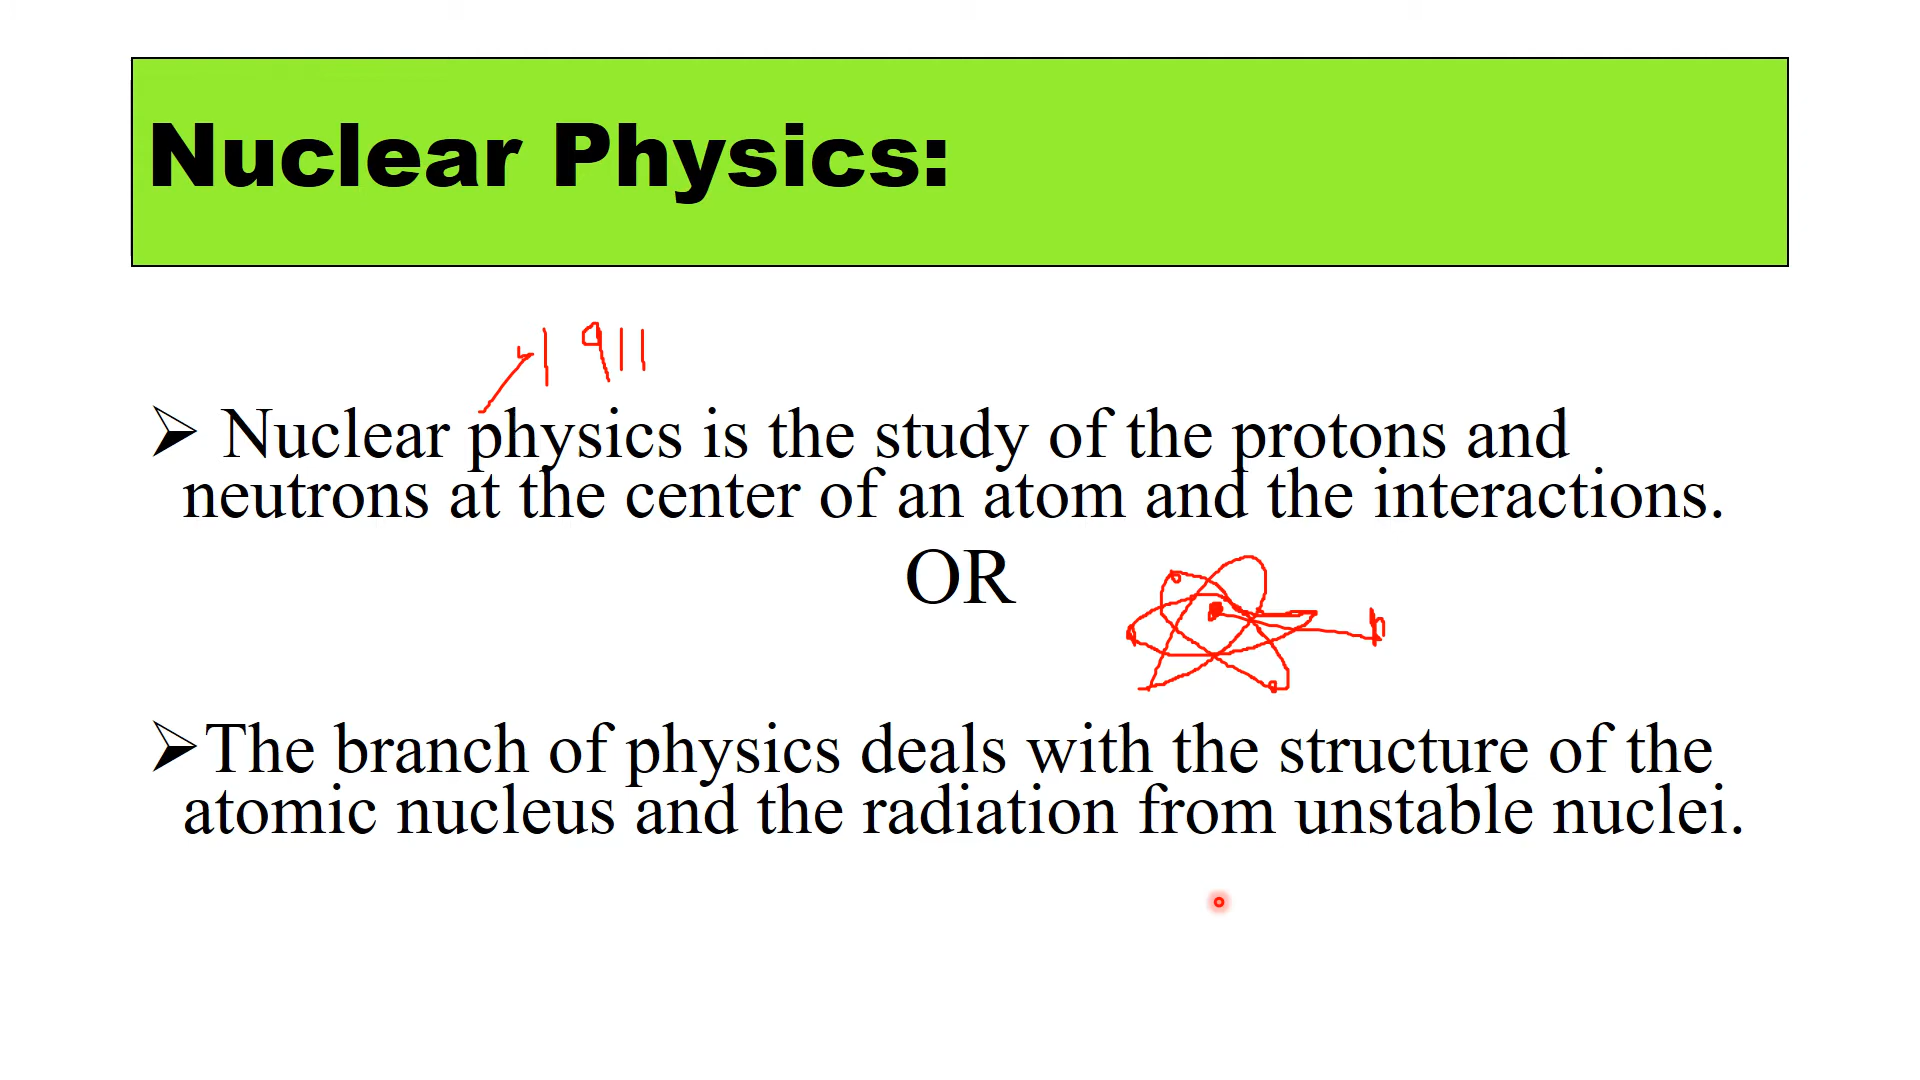 Nuclear Physics:
1911
➢ Nuclear physics is the study of the protons and
neutrons at the center of an atom and the interactions.
OR
n
➢The branch of physics deals with the structure of the
atomic nucleus and the radiation from unstable nuclei.